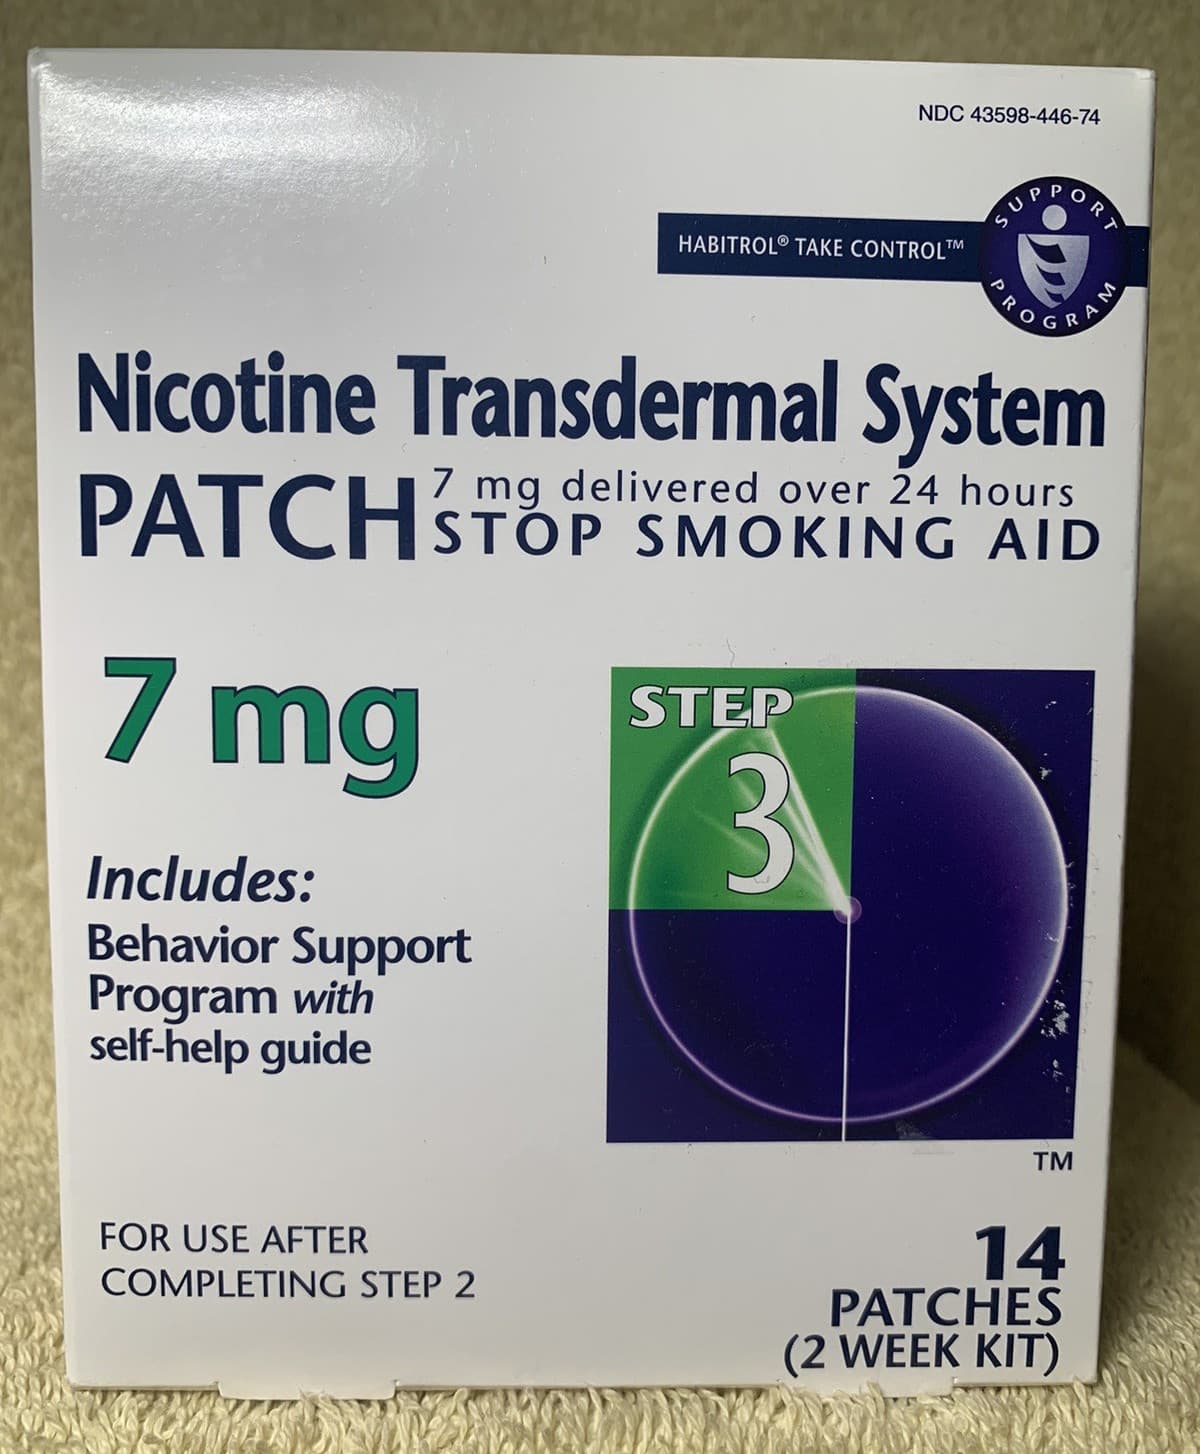 NDC 43598-446-74
HABITROL® TAKE CONTROL™
SUPPORT
PROGRAM
Nicotine Transdermal System
PATCH 7 mg delivered over 24 hours
STOP SMOKING AID
7 mg
STEP
3
Includes:
Behavior Support
Program with
self-help guide
TM
FOR USE AFTER
COMPLETING STEP 2
14
PATCHES
(2 WEEK KIT)